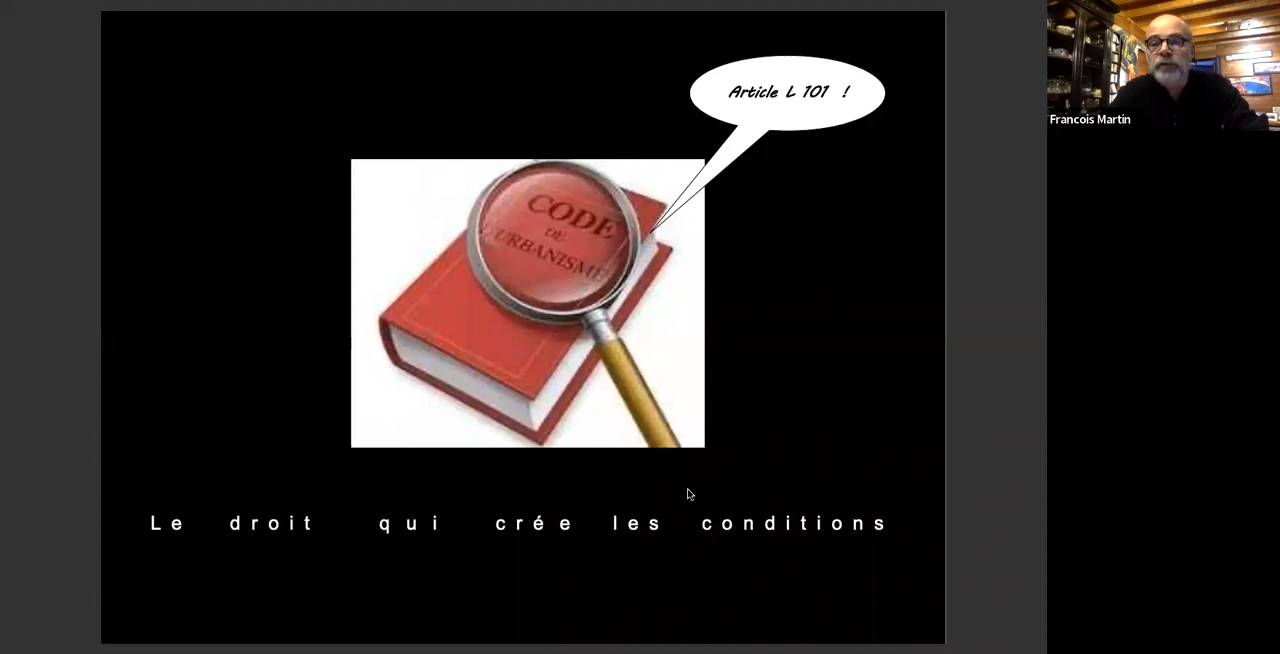 Article L 101 !
CODE
DE
L'URBANISME
Le droit qui crée les conditions
Francois Martin